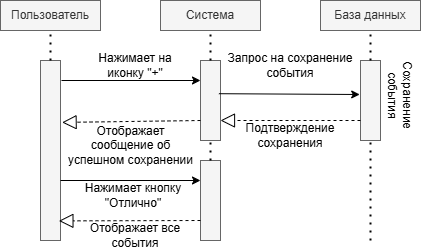 Пользователь
Система
База данных
Нажимает на
иконку "+"
Запрос на сохранение
события
Сохранение
события
Отображает
сообщение об
успешном сохранении
Подтверждение
сохранения
Нажимает кнопку
"Отлично"
Отображает все
события